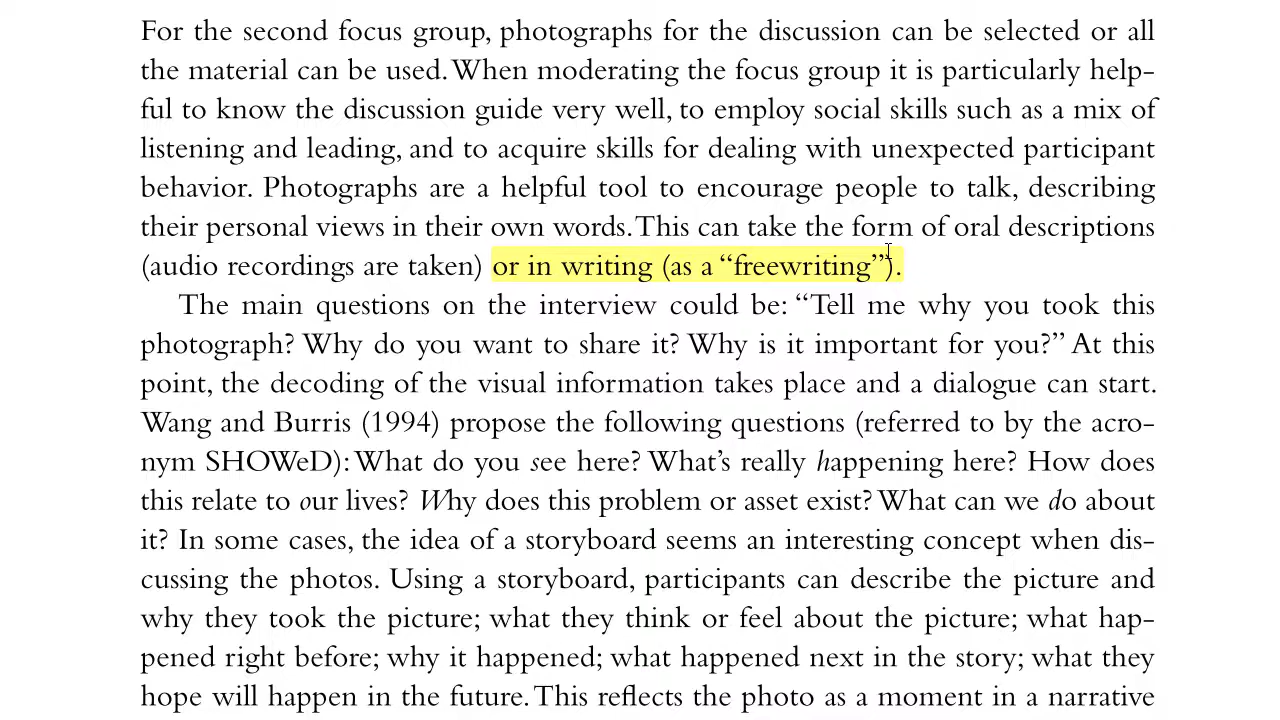 For the second focus group, photographs for the discussion can be selected or all
the material can be used. When moderating the focus group it is particularly help-
ful to know the discussion guide very well, to employ social skills such as a mix of
listening and leading, and to acquire skills for dealing with unexpected participant
behavior. Photographs are a helpful tool to encourage people to talk, describing
their personal views in their own words. This can take the form of oral descriptions
(audio recordings are taken) or in writing (as a “freewriting”).
The main questions on the interview could be: “Tell me why you took this
photograph? Why do you want to share it? Why is it important for you?” At this
point, the decoding of the visual information takes place and a dialogue can start.
Wang and Burris (1994) propose the following questions (referred to by the acro-
nym SHOWeD): What do you see here? What’s really happening here? How does
this relate to our lives? Why does this problem or asset exist? What can we do about
it? In some cases, the idea of a storyboard seems an interesting concept when dis-
cussing the photos. Using a storyboard, participants can describe the picture and
why they took the picture; what they think or feel about the picture; what hap-
pened right before; why it happened; what happened next in the story; what they
hope will happen in the future. This reflects the photo as a moment in a narrative